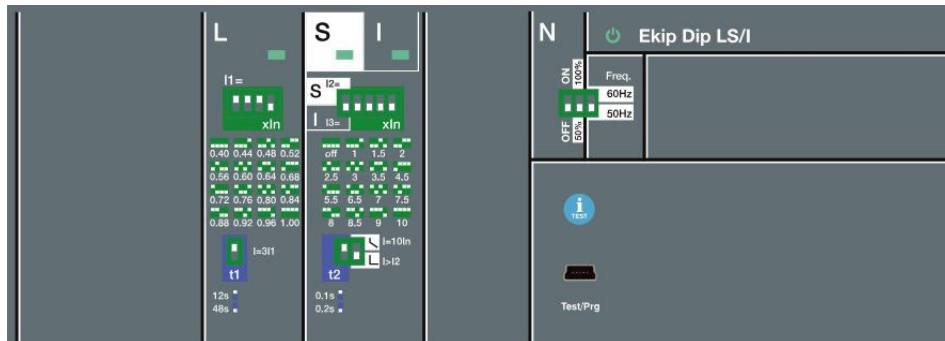 L
S I
N
Ekip Dip LS/I
I1=
xIn
0.40 0.44 0.48 0.52
0.56 0.60 0.64 0.68
0.72 0.76 0.80 0.84
0.88 0.92 0.96 1.00
I=3I1
t1
12s
48s
S I2=
I I3=
xIn
off 1 1.5 2
2.5 3 3.5 4.5
5.5 6.5 7 7.5
8 8.5 9 10
I=10In
I>I2
t2
0.1s
0.2s
ON 100%
OFF 50%
Freq.
60Hz
50Hz
i
TEST
Test/Prg